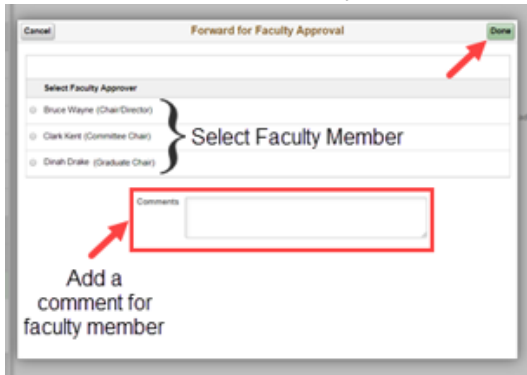 Cancel Forward for Faculty Approval Done
Select Faculty Approver
Bruce Wayne (Chair/Director)
Clark Kent (Committee Chair)
Dinah Drake (Graduate Chair)
Select Faculty Member
Comments
Add a
comment for
faculty member